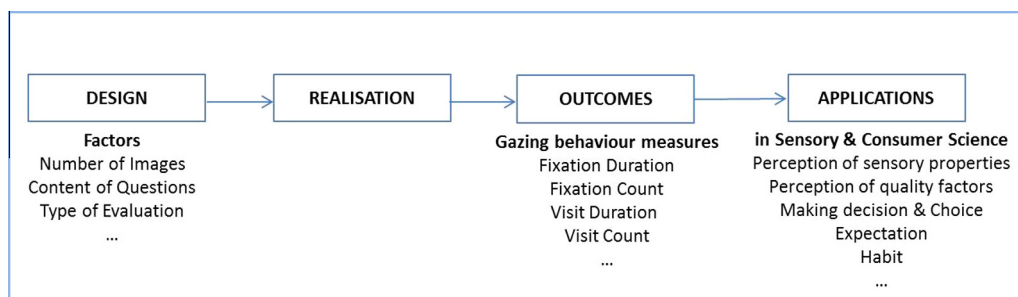 DESIGN
Factors
Number of Images
Content of Questions
Type of Evaluation
...
REALISATION
OUTCOMES
Gazing behaviour measures
Fixation Duration
Fixation Count
Visit Duration
Visit Count
...
APPLICATIONS
in Sensory & Consumer Science
Perception of sensory properties
Perception of quality factors
Making decision & Choice
Expectation
Habit
...